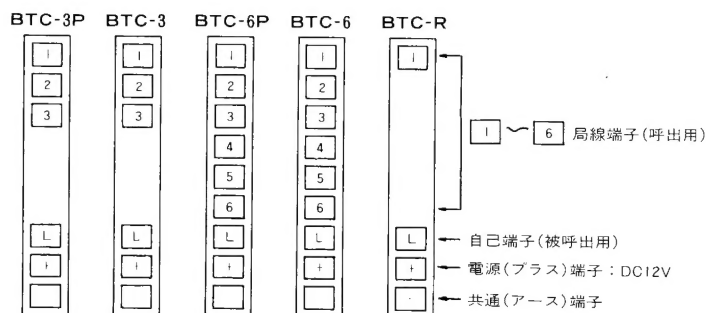 BTC-3P BTC-3 BTC-6P BTC-6 BTC-R
1 1 1 1 1
2 2 2 2
3 3 3 3
4 4
5 5
6 6
1 〜 6 局線端子(呼出用)
L L L L L 自己端子(被呼出用)
+ + + + + 電源(プラス)端子:DC12V
- 共通(アース)端子